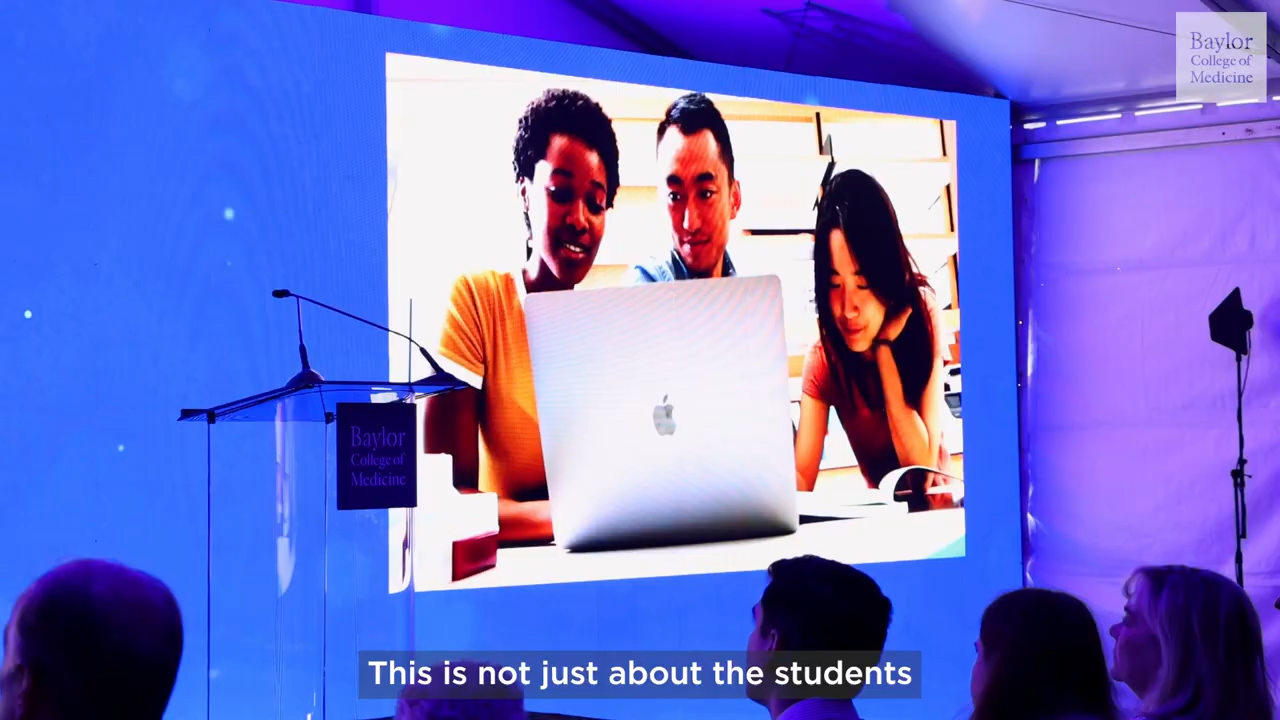 Baylor
College of
Medicine
Baylor
College of
Medicine
This is not just about the students